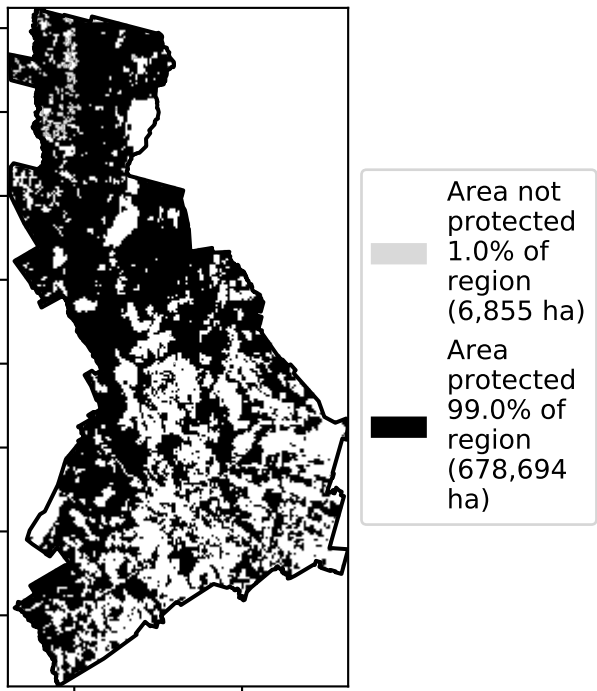 Area not
protected
1.0% of
region
(6,855 ha)
Area
protected
99.0% of
region
(678,694
ha)